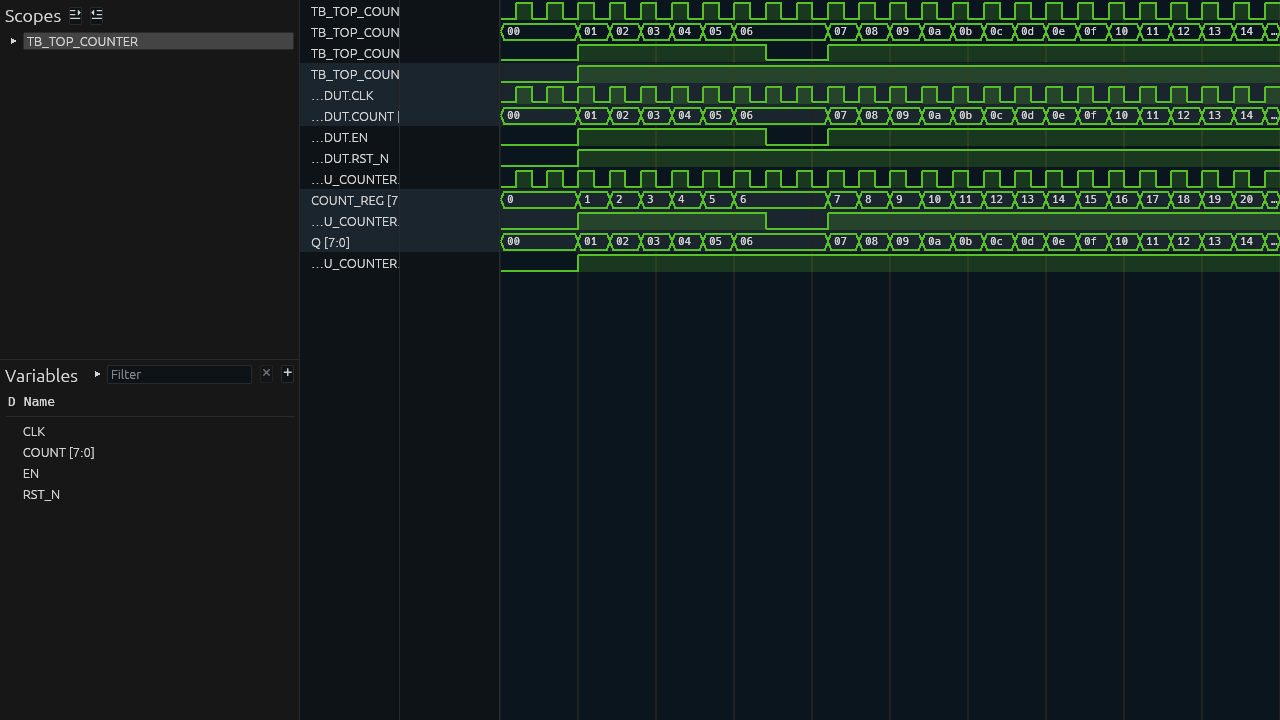 Scopes
TB_TOP_COUNTER
Variables
Filter
D Name
CLK
COUNT [7:0]
EN
RST_N
TB_TOP_COUN
TB_TOP_COUN 00 01 02 03 04 05 06 07 08 09 0a 0b 0c 0d 0e 0f 10 11 12 13 14 …
TB_TOP_COUN
TB_TOP_COUN
…DUT.CLK
…DUT.COUNT [ 00 01 02 03 04 05 06 07 08 09 0a 0b 0c 0d 0e 0f 10 11 12 13 14 …
…DUT.EN
…DUT.RST_N
…U_COUNTER.
COUNT_REG [7 0 1 2 3 4 5 6 7 8 9 10 11 12 13 14 15 16 17 18 19 20 …
…U_COUNTER.
Q [7:0] 00 01 02 03 04 05 06 07 08 09 0a 0b 0c 0d 0e 0f 10 11 12 13 14 …
…U_COUNTER.